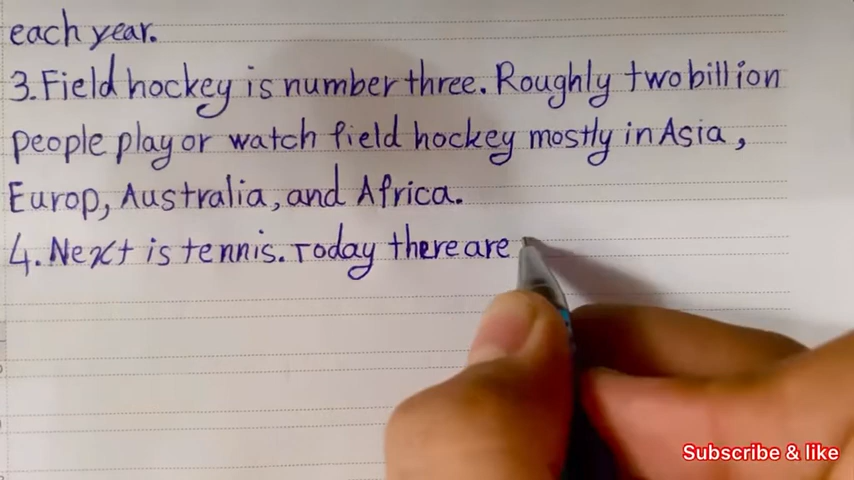 each year.
3. Field hockey is number three. Roughly two billion
people play or watch field hockey mostly in Asia,
Europ, Australia, and Africa.
4. Next is tennis. Today there are
Subscribe & like